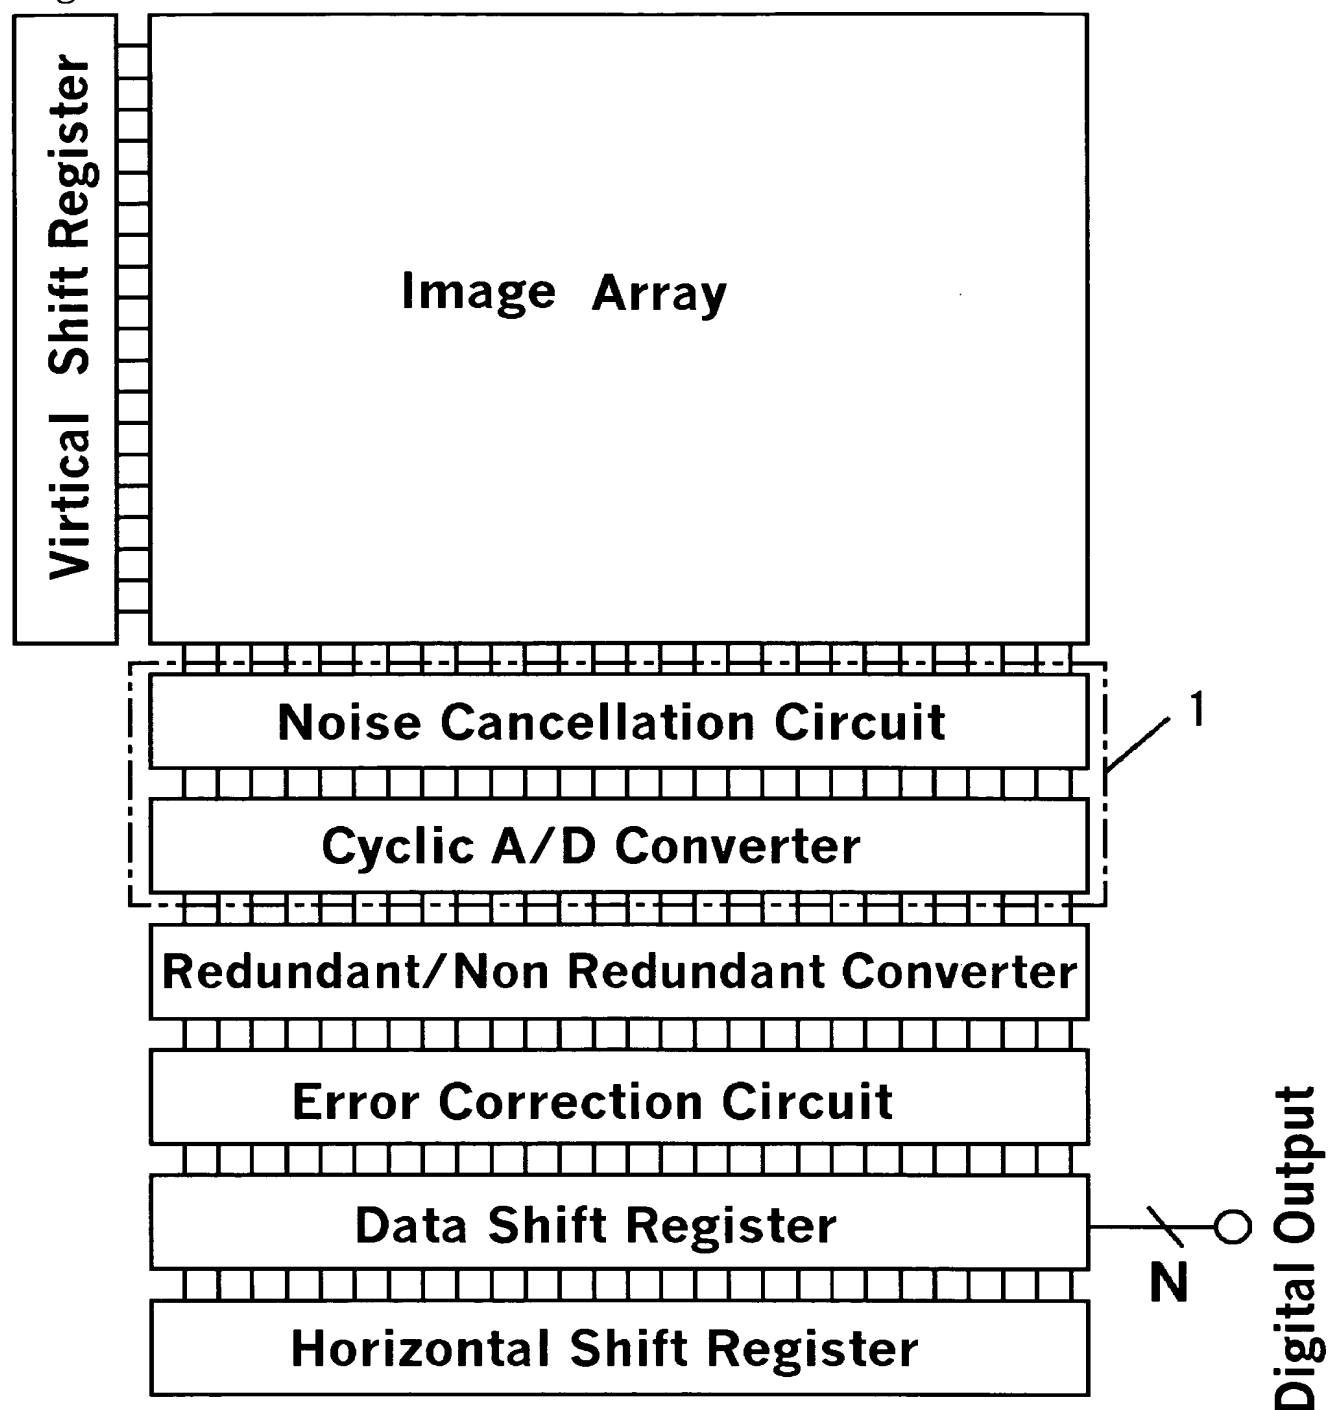 Virtical Shift Register
Image Array
Noise Cancellation Circuit
1
Cyclic A/D Converter
Redundant/Non Redundant Converter
Error Correction Circuit
Data Shift Register
N
Digital Output
Horizontal Shift Register